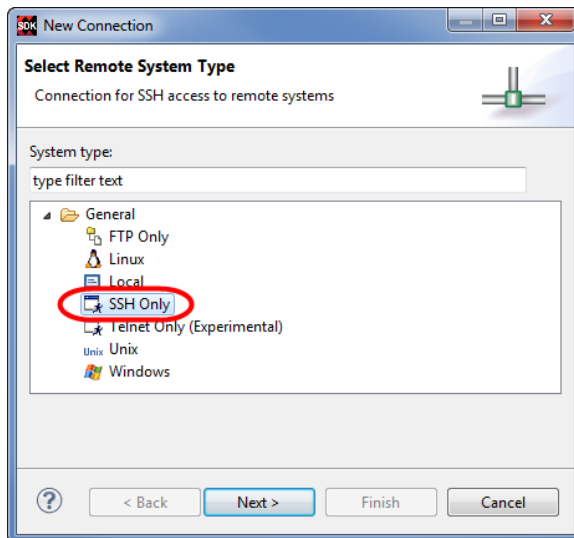 SDK New Connection
Select Remote System Type
Connection for SSH access to remote systems
System type:
type filter text
General
FTP Only
Linux
Local
SSH Only
Telnet Only (Experimental)
Unix Unix
Windows
? < Back Next > Finish Cancel